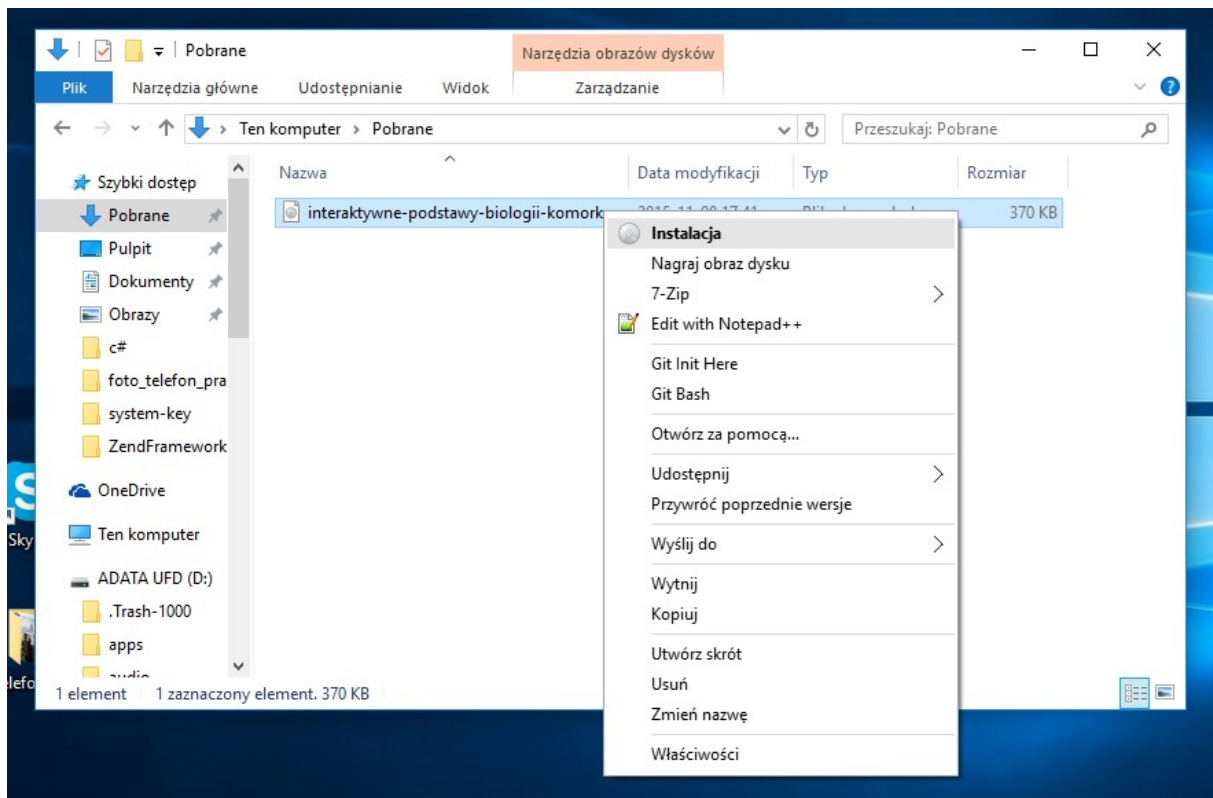 Pobrane
Narzędzia obrazów dysków
Plik Narzędzia główne Udostępnianie Widok Zarządzanie
Ten komputer > Pobrane
Przeszukaj: Pobrane
Nazwa Data modyfikacji Typ Rozmiar
interaktywne-podstawy-biologii-komork 370 KB
Szybki dostęp
Pobrane
Pulpit
Dokumenty
Obrazy
c#
foto_telefon_pra
system-key
ZendFramework
OneDrive
Ten komputer
ADATA UFD (D:)
.Trash-1000
apps
audio
1 element 1 zaznaczony element. 370 KB
Instalacja
Nagraj obraz dysku
7-Zip
Edit with Notepad++
Git Init Here
Git Bash
Otwórz za pomocą...
Udostępnij
Przywróć poprzednie wersje
Wyślij do
Wytnij
Kopiuj
Utwórz skrót
Usuń
Zmień nazwę
Właściwości
Sky
elefo